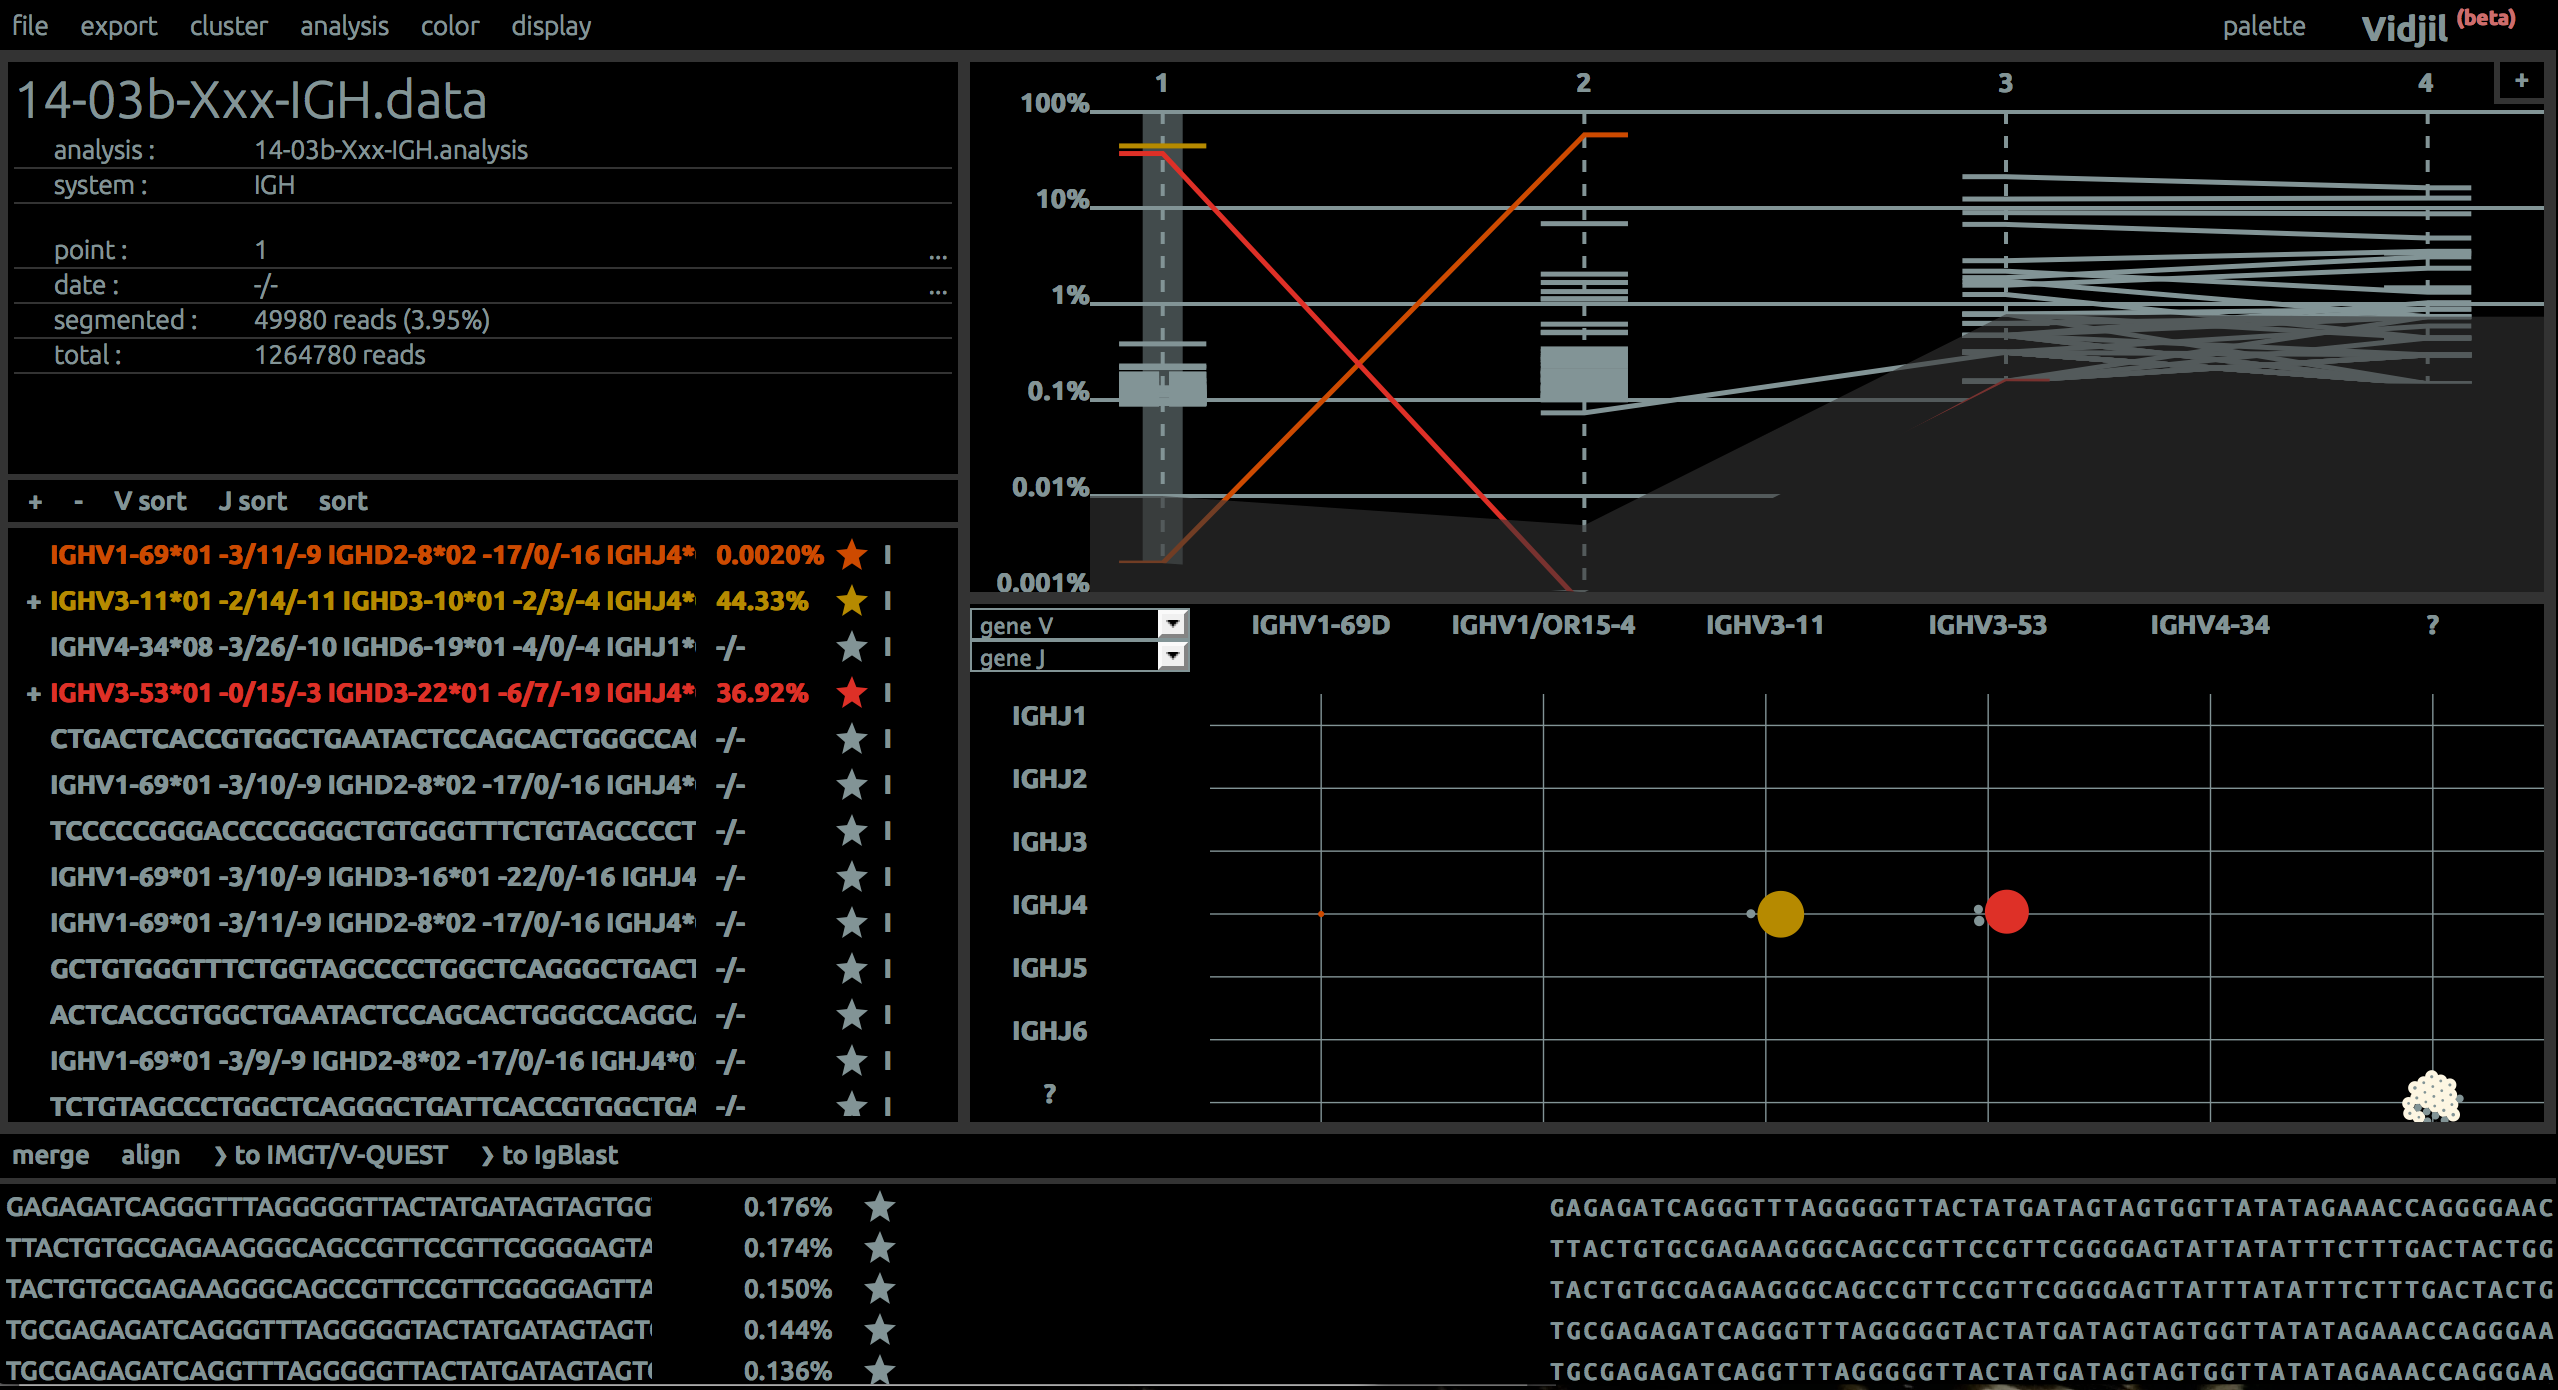 file export cluster analysis color display palette Vidjil (beta)
14-03b-Xxx-IGH.data
analysis : 14-03b-Xxx-IGH.analysis
system : IGH
point : 1 ...
date : -/- ...
segmented : 49980 reads (3.95%)
total : 1264780 reads
+ - V sort J sort sort
IGHV1-69*01 -3/11/-9 IGHD2-8*02 -17/0/-16 IGHJ4* 0.0020% I
+ IGHV3-11*01 -2/14/-11 IGHD3-10*01 -2/3/-4 IGHJ4* 44.33% I
IGHV4-34*08 -3/26/-10 IGHD6-19*01 -4/0/-4 IGHJ1* -/- I
+ IGHV3-53*01 -0/15/-3 IGHD3-22*01 -6/7/-19 IGHJ4* 36.92% I
CTGACTCACCGTGGCTGAATACTCCAGCACTGGGCCAG -/- I
IGHV1-69*01 -3/10/-9 IGHD2-8*02 -17/0/-16 IGHJ4* -/- I
TCCCCCGGGACCCCGGGCTGTGGGTTTCTGTAGCCCCT -/- I
IGHV1-69*01 -3/10/-9 IGHD3-16*01 -22/0/-16 IGHJ4 -/- I
IGHV1-69*01 -3/11/-9 IGHD2-8*02 -17/0/-16 IGHJ4* -/- I
GCTGTGGGTTTCTGGTAGCCCCTGGCTCAGGGCTGACT -/- I
ACTCACCGTGGCTGAATACTCCAGCACTGGGCCAGGCA -/- I
IGHV1-69*01 -3/9/-9 IGHD2-8*02 -17/0/-16 IGHJ4*0 -/- I
TCTGTAGCCCTGGCTCAGGGCTGATTCACCGTGGCTGA -/- I
1 2 3 4 +
100%
10%
1%
0.1%
0.01%
0.001%
gene V
gene J
IGHV1-69D IGHV1/OR15-4 IGHV3-11 IGHV3-53 IGHV4-34 ?
IGHJ1
IGHJ2
IGHJ3
IGHJ4
IGHJ5
IGHJ6
?
merge align ❯ to IMGT/V-QUEST ❯ to IgBlast
GAGAGATCAGGGTTTAGGGGGTTACTATGATAGTAGTGG 0.176% GAGAGATCAGGGTTTAGGGGGTTACTATGATAGTAGTGGTTATATAGAAACCAGGGGAAC
TTACTGTGCGAGAAGGGCAGCCGTTCCGTTCGGGGAGTA 0.174% TTACTGTGCGAGAAGGGCAGCCGTTCCGTTCGGGGAGTATTATATTTCTTTGACTACTGG
TACTGTGCGAGAAGGGCAGCCGTTCCGTTCGGGGAGTTA 0.150% TACTGTGCGAGAAGGGCAGCCGTTCCGTTCGGGGAGTTATTTATATTTCTTTGACTACTG
TGCGAGAGATCAGGGTTTAGGGGGTACTATGATAGTAGT 0.144% TGCGAGAGATCAGGGTTTAGGGGGTACTATGATAGTAGTGGTTATATAGAAACCAGGGAA
TGCGAGAGATCAGGTTTAGGGGGTTACTATGATAGTAGT 0.136% TGCGAGAGATCAGGTTTAGGGGGTTACTATGATAGTAGTGGTTATATAGAAACCAGGGAA